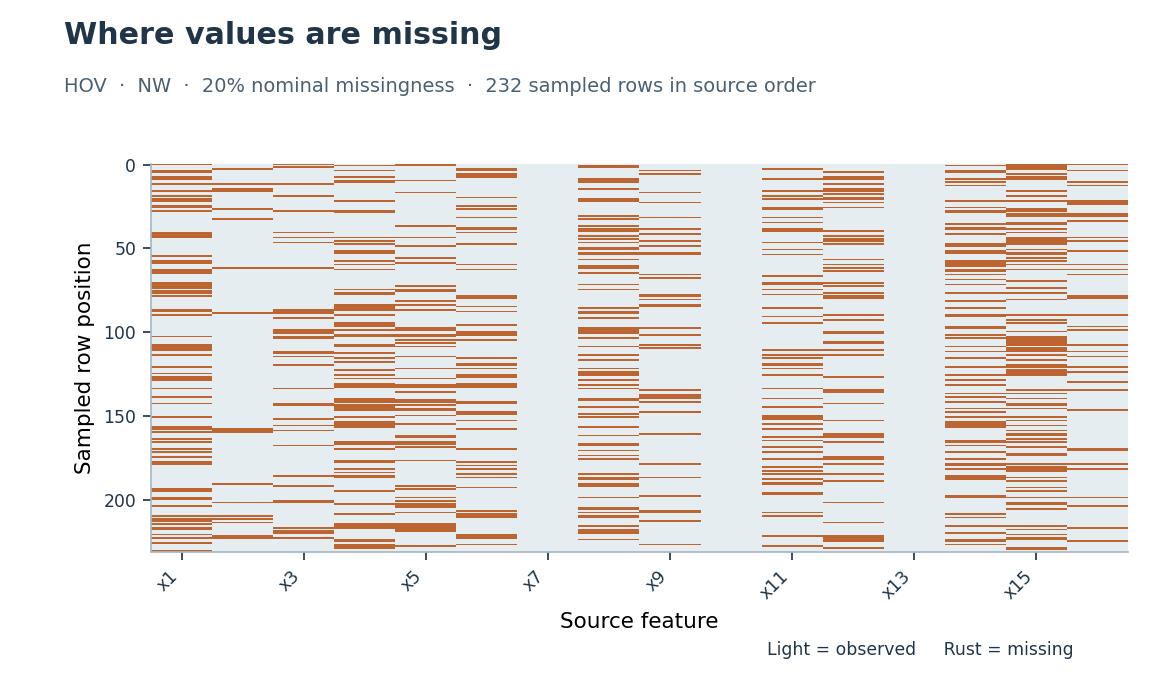 Where values are missing
HOV · NW · 20% nominal missingness · 232 sampled rows in source order
0
50
100
150
200
Sampled row position
x1
x3
x5
x7
x9
x11
x13
x15
Source feature
Light = observed Rust = missing